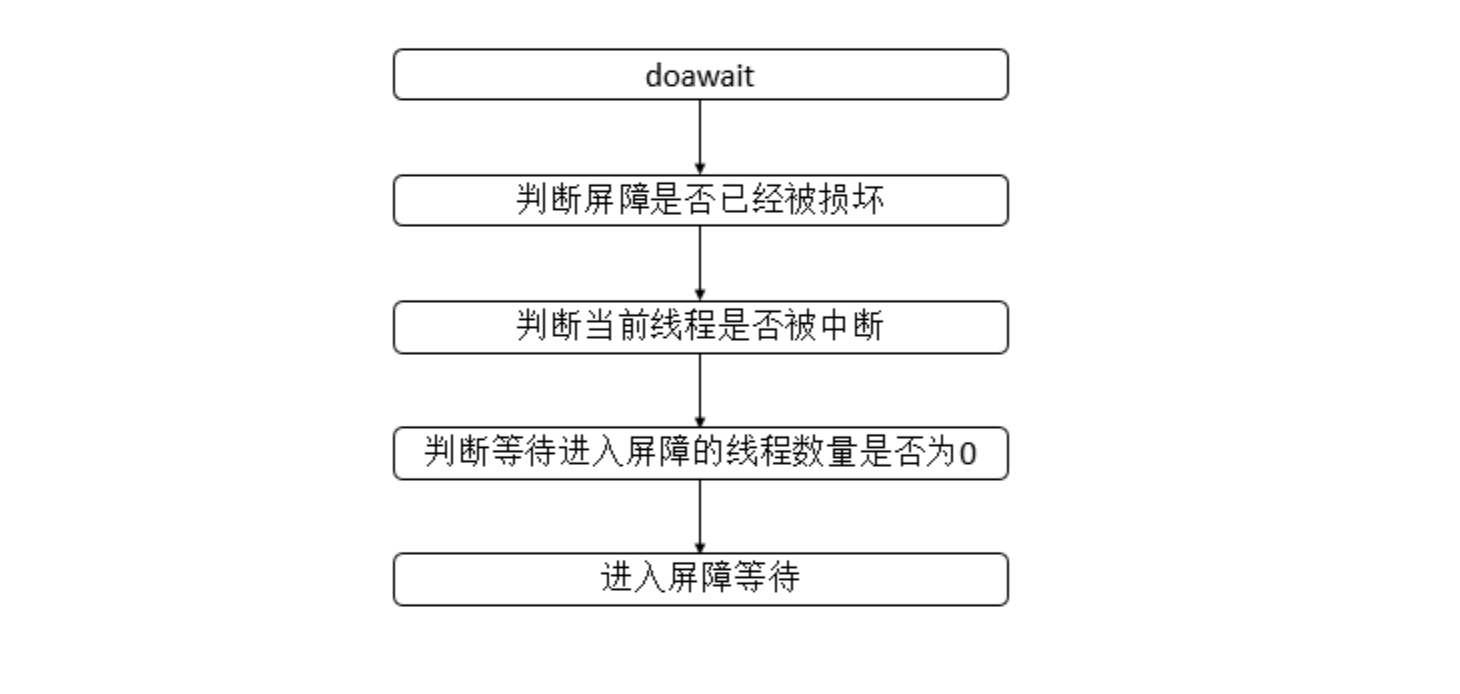 doawait
判断屏障是否已经被损坏
判断当前线程是否被中断
判断等待进入屏障的线程数量是否为0
进入屏障等待